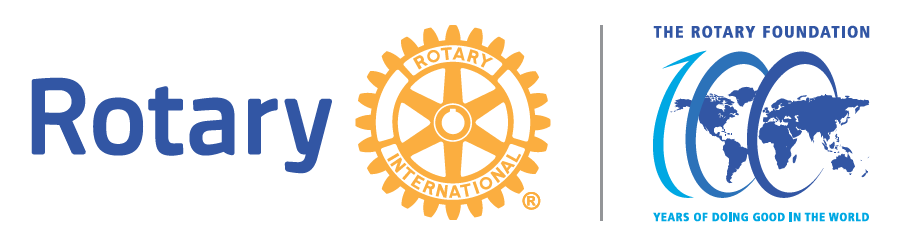 Rotary
ROTARY
INTERNATIONAL
®
THE ROTARY FOUNDATION
100
YEARS OF DOING GOOD IN THE WORLD